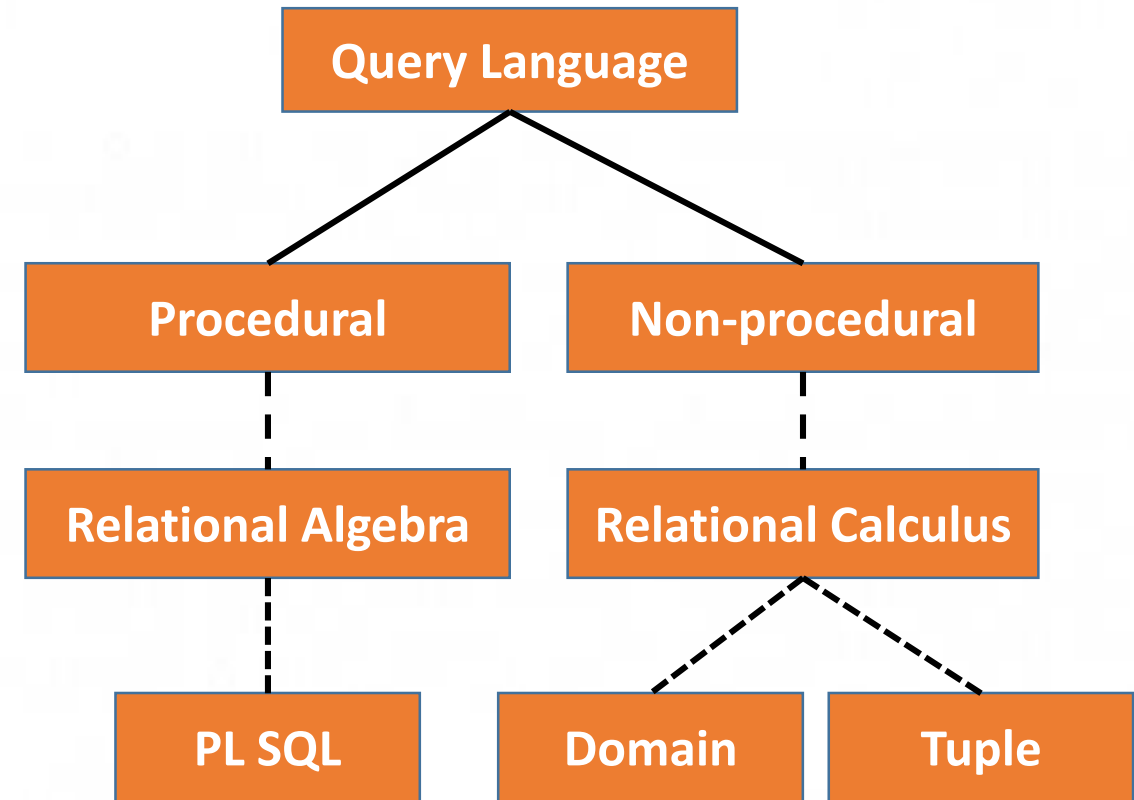 Query Language
Procedural
Non-procedural
Relational Algebra
Relational Calculus
PL SQL
Domain
Tuple